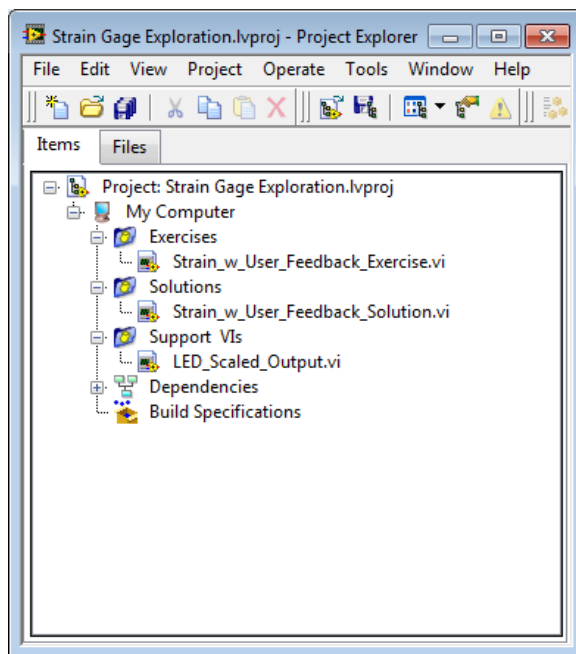 Strain Gage Exploration.lvproj - Project Explorer
File Edit View Project Operate Tools Window Help
Items Files
Project: Strain Gage Exploration.lvproj
My Computer
Exercises
Strain_w_User_Feedback_Exercise.vi
Solutions
Strain_w_User_Feedback_Solution.vi
Support VIs
LED_Scaled_Output.vi
Dependencies
Build Specifications